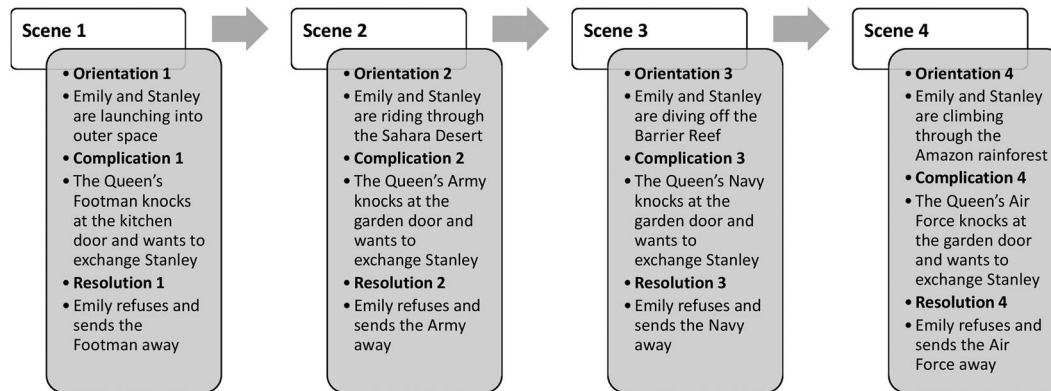 Scene 1
• Orientation 1
• Emily and Stanley
are launching into
outer space
• Complication 1
• The Queen's
Footman knocks
at the kitchen
door and wants to
exchange Stanley
• Resolution 1
• Emily refuses and
sends the
Footman away
Scene 2
• Orientation 2
• Emily and Stanley
are riding through
the Sahara Desert
• Complication 2
• The Queen's Army
knocks at the
garden door and
wants to
exchange Stanley
• Resolution 2
• Emily refuses and
sends the Army
away
Scene 3
• Orientation 3
• Emily and Stanley
are diving off the
Barrier Reef
• Complication 3
• The Queen's Navy
knocks at the
garden door and
wants to
exchange Stanley
• Resolution 3
• Emily refuses and
sends the Navy
away
Scene 4
• Orientation 4
• Emily and Stanley
are climbing
through the
Amazon rainforest
• Complication 4
• The Queen's Air
Force knocks at
the garden door
and wants to
exchange Stanley
• Resolution 4
• Emily refuses and
sends the Air
Force away